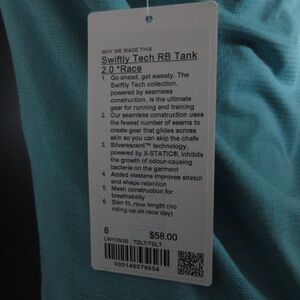 WHY WE MADE THIS
Swiftly Tech RB Tank
2.0 *Race
1. Go ahead, get sweaty. The
Swiftly Tech collection,
powered by seamless
construction, is the ultimate
gear for running and training
2. Our seamless construction uses
the fewest number of seams to
create gear that glides across
skin so you can skip the chafe
3. Silverescent™ technology,
powered by X-STATIC®, inhibits
the growth of odour-causing
bacteria on the garment
4. Added elastane improves stretch
and shape retention
5. Mesh construction for
breathability
6. Slim fit, race length (no
riding up on race day)
8 $58.00
TDLT/TDLT
000146079654